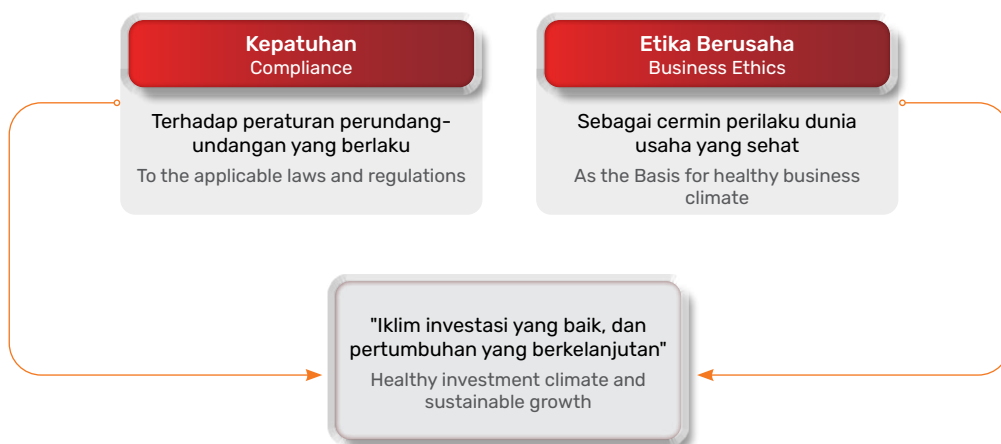 Kepatuhan
Compliance
Terhadap peraturan perundang-
undangan yang berlaku
To the applicable laws and regulations
Etika Berusaha
Business Ethics
Sebagai cermin perilaku dunia
usaha yang sehat
As the Basis for healthy business
climate
"Iklim investasi yang baik, dan
pertumbuhan yang berkelanjutan"
Healthy investment climate and
sustainable growth